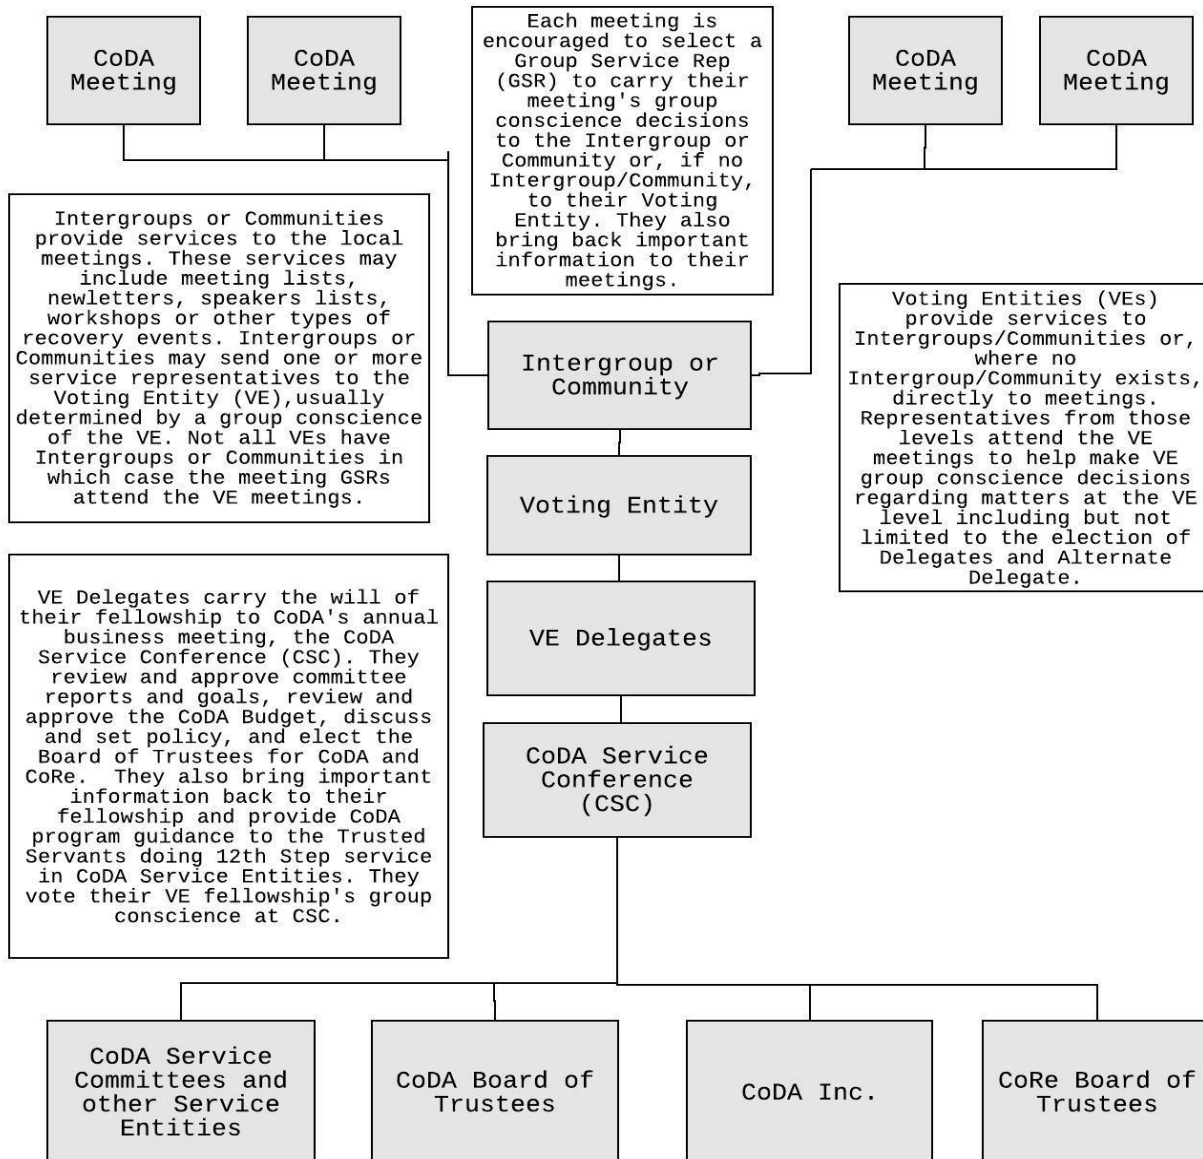 CoDA
Meeting
CoDA
Meeting
Each meeting is
encouraged to select a
Group Service Rep
(GSR) to carry their
meeting's group
conscience decisions
to the Intergroup or
Community or, if no
Intergroup/Community,
to their Voting
Entity. They also
bring back important
information to their
meetings.
CoDA
Meeting
CoDA
Meeting
Intergroups or Communities
provide services to the local
meetings. These services may
include meeting lists,
newletters, speakers lists,
workshops or other types of
recovery events. Intergroups or
Communities may send one or more
service representatives to the
Voting Entity (VE),usually
determined by a group conscience
of the VE. Not all VEs have
Intergroups or Communities in
which case the meeting GSRs
attend the VE meetings.
Voting Entities (VEs)
provide services to
Intergroups/Communities or,
where no
Intergroup/Community exists,
directly to meetings.
Representatives from those
levels attend the VE
meetings to help make VE
group conscience decisions
regarding matters at the VE
level including but not
limited to the election of
Delegates and Alternate
Delegate.
Intergroup or
Community
Voting Entity
VE Delegates
CoDA Service
Conference
(CSC)
VE Delegates carry the will of
their fellowship to CoDA's annual
business meeting, the CoDA
Service Conference (CSC). They
review and approve committee
reports and goals, review and
approve the CoDA Budget, discuss
and set policy, and elect the
Board of Trustees for CoDA and
CoRe.  They also bring important
information back to their
fellowship and provide CoDA
program guidance to the Trusted
Servants doing 12th Step service
in CoDA Service Entities. They
vote their VE fellowship's group
conscience at CSC.
CoDA Service
Committees and
other Service
Entities
CoDA Board of
Trustees
CoDA Inc.
CoRe Board of
Trustees